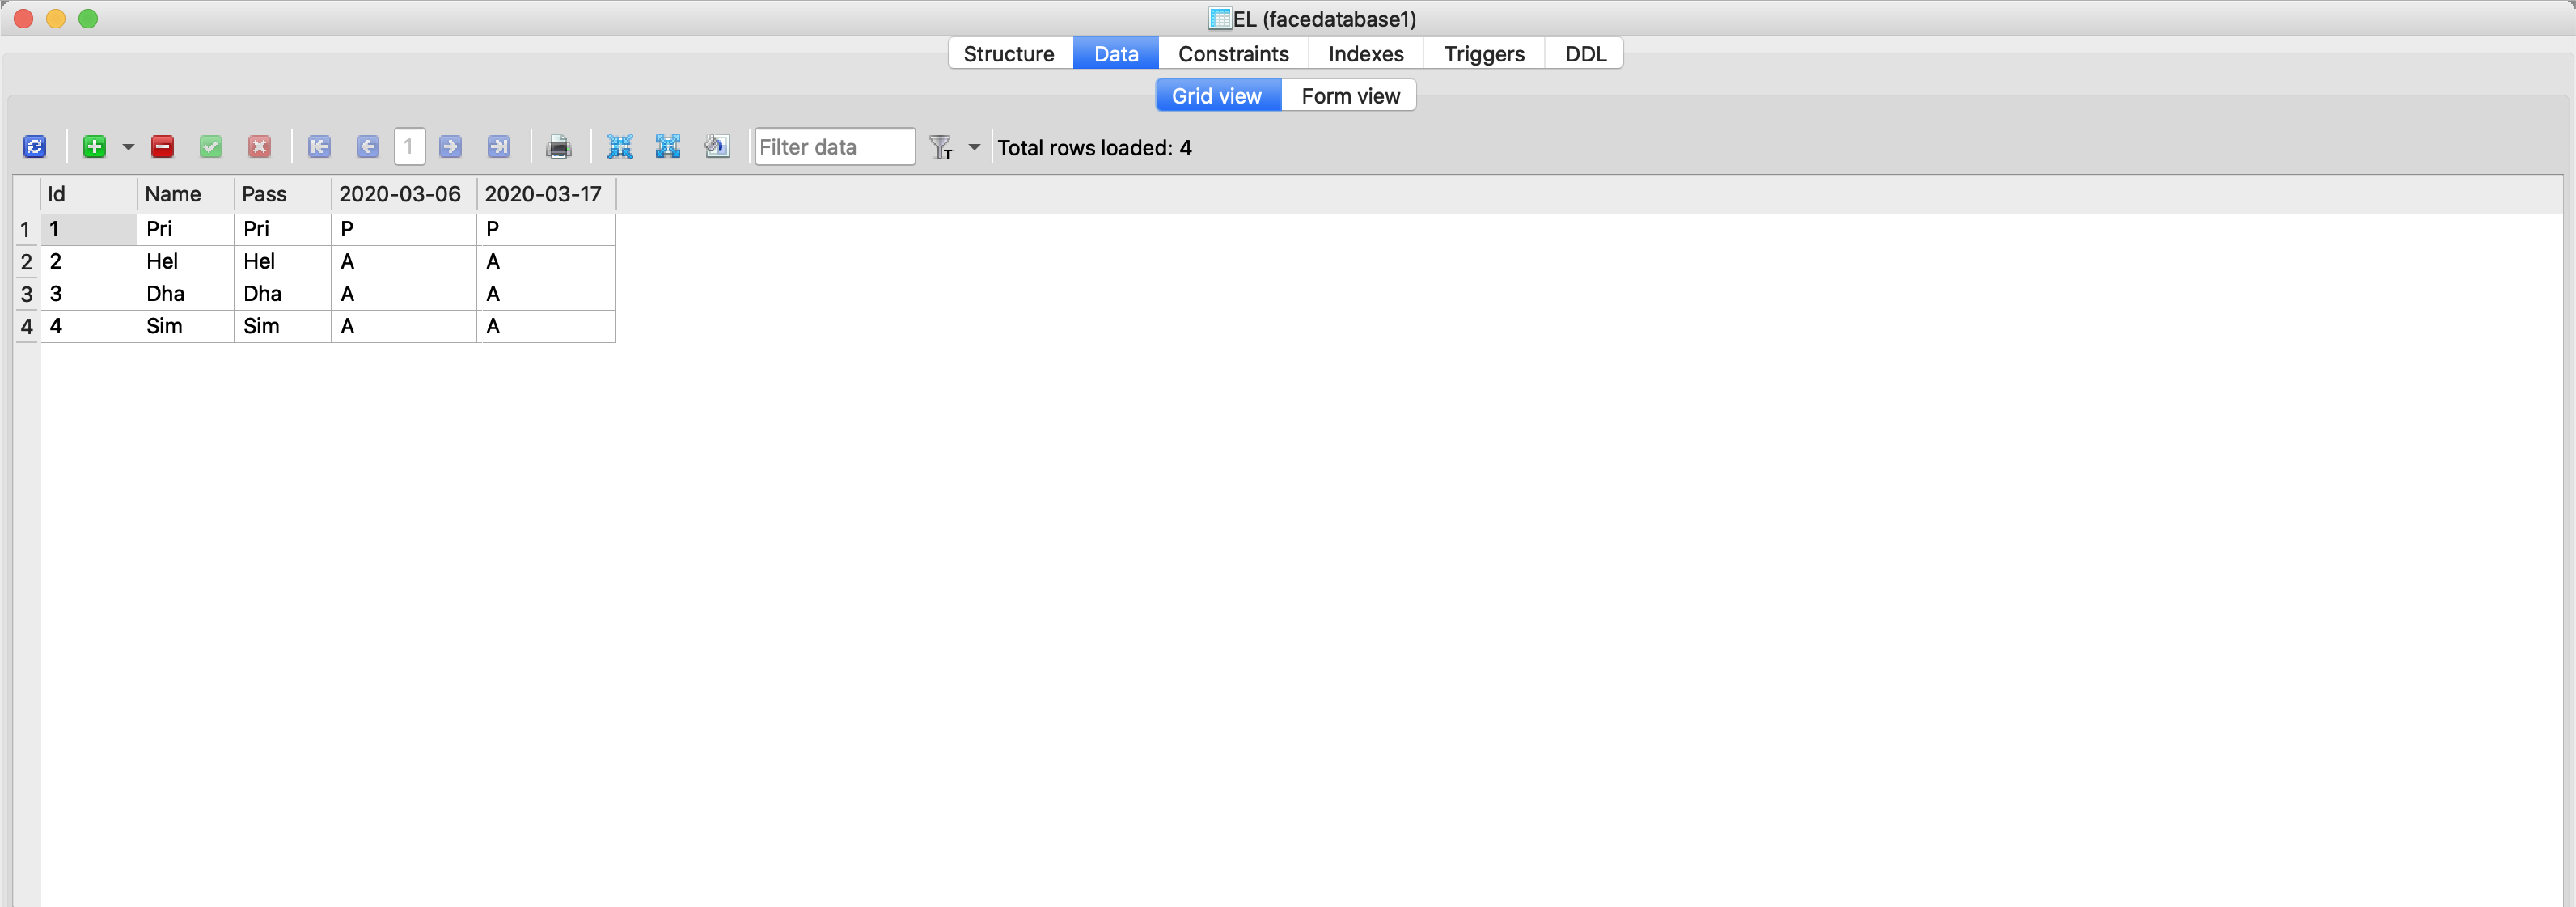 EL (facedatabase1)
Structure Data Constraints Indexes Triggers DDL
Grid view Form view
1 Filter data T Total rows loaded: 4
Id Name Pass 2020-03-06 2020-03-17
1 1 Pri Pri P P
2 2 Hel Hel A A
3 3 Dha Dha A A
4 4 Sim Sim A A